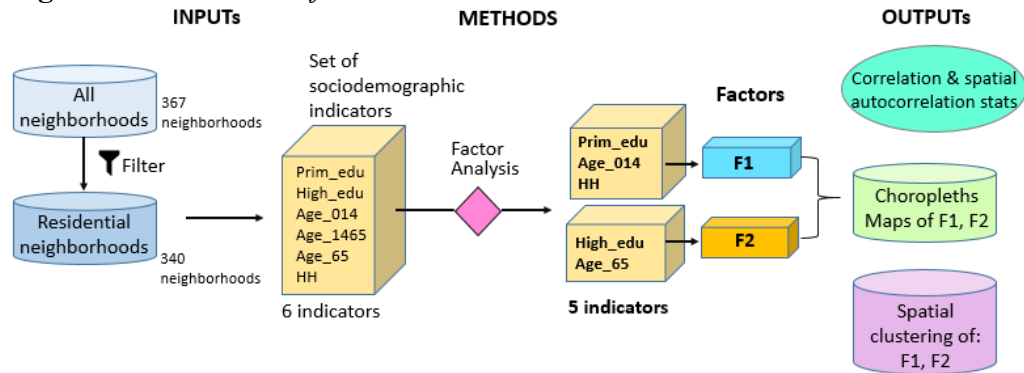 INPUTs
METHODS
OUTPUTs
All
neighborhoods
367
neighborhoods
Filter
Residential
neighborhoods
340
neighborhoods
Set of
sociodemographic
indicators
Prim_edu
High_edu
Age_014
Age_1465
Age_65
HH
6 indicators
Factor
Analysis
Prim_edu
Age_014
HH
High_edu
Age_65
5 indicators
Factors
F1
F2
Correlation & spatial
autocorrelation stats
Choropleths
Maps of F1, F2
Spatial
clustering of:
F1, F2